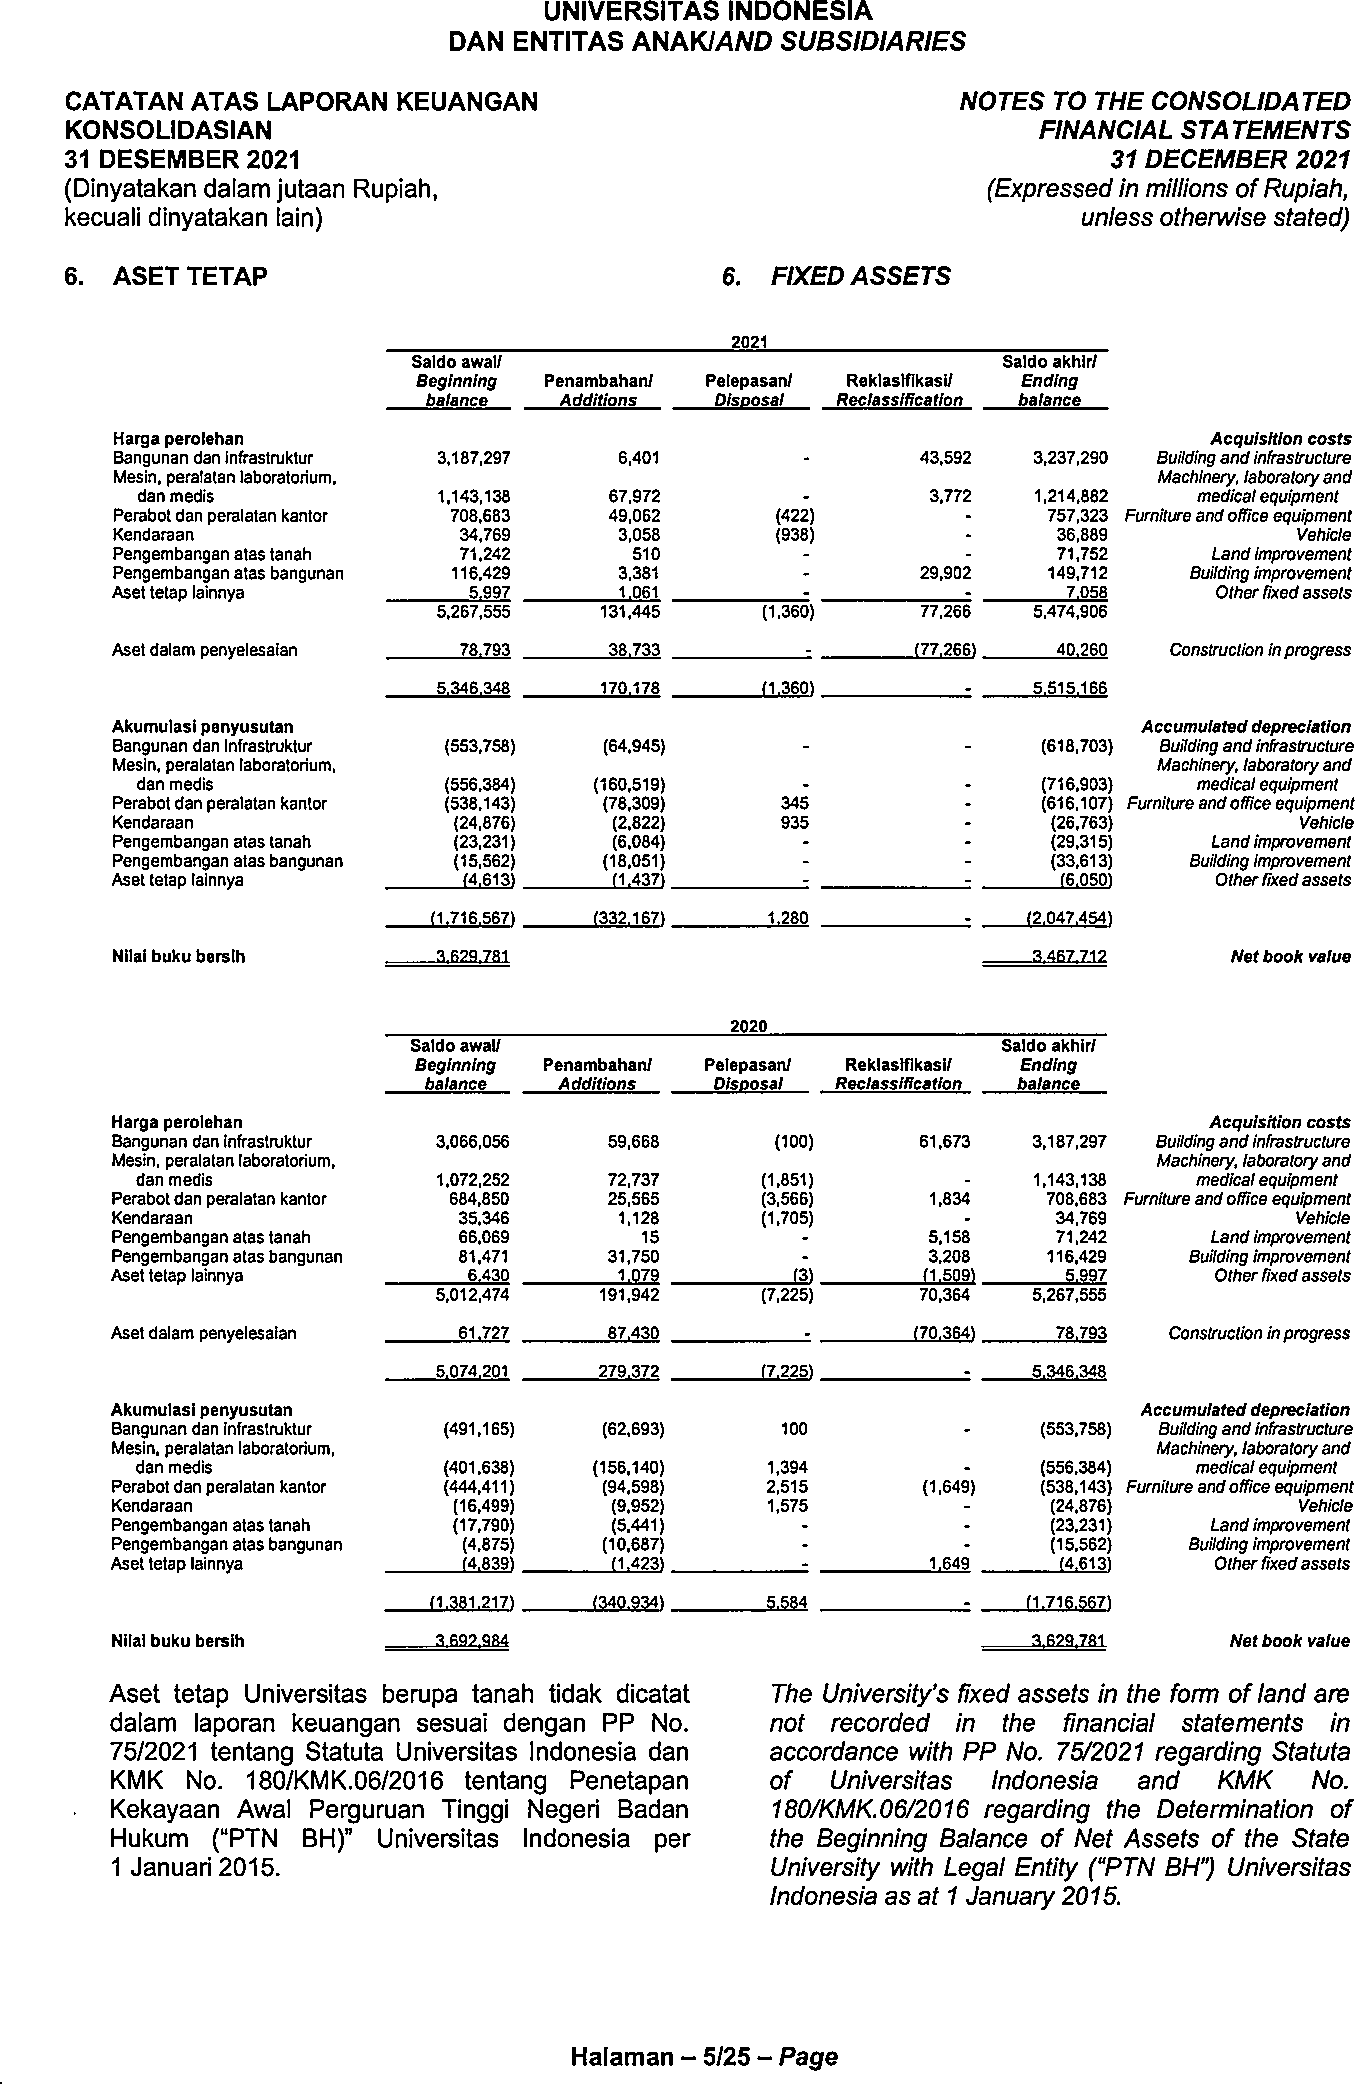 UNIVERSITAS INDONESIA
DAN ENTITAS ANAK/AND SUBSIDIARIES
CATATAN ATAS LAPORAN KEUANGAN
KONSOLIDASIAN
31 DESEMBER 2021
(Dinyatakan dalam jutaan Rupiah,
kecuali dinyatakan lain)
NOTES TO THE CONSOLIDATED
FINANCIAL STATEMENTS
31 DECEMBER 2021
(Expressed in millions of Rupiah,
unless otherwise stated)
6. ASET TETAP
6. FIXED ASSETS
2021
Saldo awal/ Saldo akhir/
Beginning Penambahan/ Pelepasan/ Reklasifikasi/ Ending
balance Additions Disposal Reclassification balance
Harga perolehan Acquisition costs
Bangunan dan infrastruktur 3,187,297 6,401 - 43,592 3,237,290 Building and infrastructure
Mesin, peralatan laboratorium, Machinery, laboratory and
dan medis 1,143,138 67,972 - 3,772 1,214,882 medical equipment
Perabot dan peralatan kantor 708,683 49,062 (422) - 757,323 Furniture and office equipment
Kendaraan 34,769 3,058 (938) - 36,889 Vehicle
Pengembangan atas tanah 71,242 510 - - 71,752 Land improvement
Pengembangan atas bangunan 116,429 3,381 - 29,902 149,712 Building improvement
Aset tetap lainnya 5,997 1,061 - - 7,058 Other fixed assets
5,267,555 131,445 (1,360) 77,266 5,474,906
Aset dalam penyelesaian 78,793 38,733 - (77,266) 40,260 Construction in progress
5,346,348 170,178 (1,360) - 5,515,166
Akumulasi penyusutan Accumulated depreciation
Bangunan dan infrastruktur (553,758) (64,945) - - (618,703) Building and infrastructure
Mesin, peralatan laboratorium, Machinery, laboratory and
dan medis (556,384) (160,519) - - (716,903) medical equipment
Perabot dan peralatan kantor (538,143) (78,309) 345 - (616,107) Furniture and office equipment
Kendaraan (24,876) (2,822) 935 - (26,763) Vehicle
Pengembangan atas tanah (23,231) (6,084) - - (29,315) Land improvement
Pengembangan atas bangunan (15,562) (18,051) - - (33,613) Building improvement
Aset tetap lainnya (4,613) (1,437) - - (6,050) Other fixed assets
(1,716,567) (332,167) 1,280 - (2,047,454)
Nilai buku bersih 3,629,781 3,467,712 Net book value
2020
Saldo awal/ Saldo akhir/
Beginning Penambahan/ Pelepasan/ Reklasifikasi/ Ending
balance Additions Disposal Reclassification balance
Harga perolehan Acquisition costs
Bangunan dan infrastruktur 3,066,056 59,668 (100) 61,673 3,187,297 Building and infrastructure
Mesin, peralatan laboratorium, Machinery, laboratory and
dan medis 1,072,252 72,737 (1,851) - 1,143,138 medical equipment
Perabot dan peralatan kantor 684,850 25,565 (3,566) 1,834 708,683 Furniture and office equipment
Kendaraan 35,346 1,128 (1,705) - 34,769 Vehicle
Pengembangan atas tanah 66,069 15 - 5,158 71,242 Land improvement
Pengembangan atas bangunan 81,471 31,750 - 3,208 116,429 Building improvement
Aset tetap lainnya 6,430 1,079 (3) (1,509) 5,997 Other fixed assets
5,012,474 191,942 (7,225) 70,364 5,267,555
Aset dalam penyelesaian 61,727 87,430 - (70,364) 78,793 Construction in progress
5,074,201 279,372 (7,225) - 5,346,348
Akumulasi penyusutan Accumulated depreciation
Bangunan dan infrastruktur (491,165) (62,693) 100 - (553,758) Building and infrastructure
Mesin, peralatan laboratorium, Machinery, laboratory and
dan medis (401,638) (156,140) 1,394 - (556,384) medical equipment
Perabot dan peralatan kantor (444,411) (94,598) 2,515 (1,649) (538,143) Furniture and office equipment
Kendaraan (16,499) (9,952) 1,575 - (24,876) Vehicle
Pengembangan atas tanah (17,790) (5,441) - - (23,231) Land improvement
Pengembangan atas bangunan (4,875) (10,687) - - (15,562) Building improvement
Aset tetap lainnya (4,839) (1,423) - 1,649 (4,613) Other fixed assets
(1,381,217) (340,934) 5,584 - (1,716,567)
Nilai buku bersih 3,692,984 3,629,781 Net book value
Aset tetap Universitas berupa tanah tidak dicatat
dalam laporan keuangan sesuai dengan PP No.
75/2021 tentang Statuta Universitas Indonesia dan
KMK No. 180/KMK.06/2016 tentang Penetapan
Kekayaan Awal Perguruan Tinggi Negeri Badan
Hukum ("PTN BH)" Universitas Indonesia per
1 Januari 2015.
The University's fixed assets in the form of land are
not recorded in the financial statements in
accordance with PP No. 75/2021 regarding Statuta
of Universitas Indonesia and KMK No.
180/KMK.06/2016 regarding the Determination of
the Beginning Balance of Net Assets of the State
University with Legal Entity ("PTN BH") Universitas
Indonesia as at 1 January 2015.
Halaman – 5/25 – Page